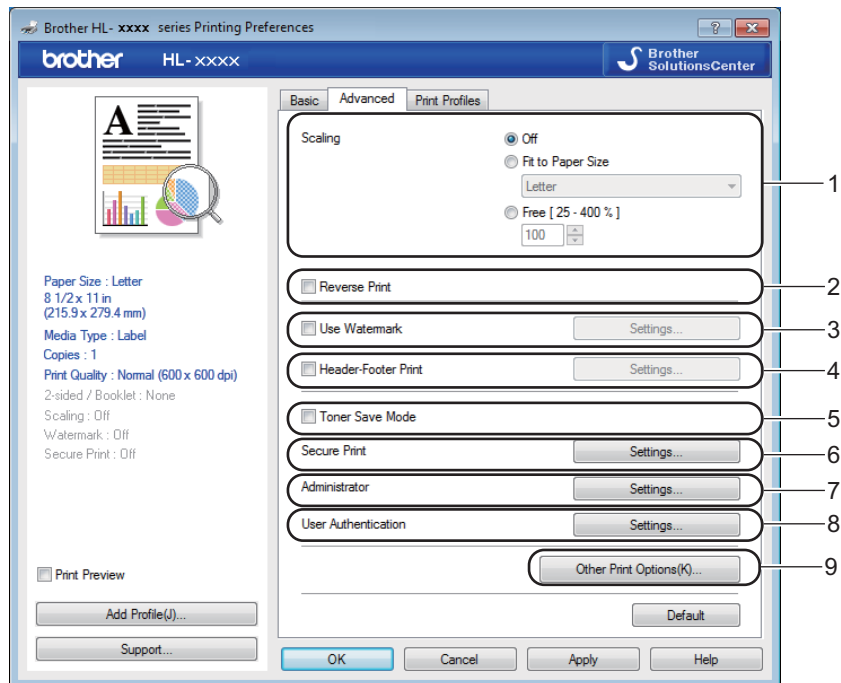 Brother HL- xxxx series Printing Preferences
brother HL-xxxx
Brother
SolutionsCenter
Basic Advanced Print Profiles
Scaling
Off
Fit to Paper Size
Letter
Free [ 25 - 400 % ]
100
1
Reverse Print
2
Use Watermark Settings...
3
Header-Footer Print Settings...
4
Toner Save Mode
5
Secure Print Settings...
6
Administrator Settings...
7
User Authentication Settings...
8
Other Print Options(K)...
9
Default
A
Paper Size : Letter
8 1/2 x 11 in
(215.9 x 279.4 mm)
Media Type : Label
Copies : 1
Print Quality : Normal (600 x 600 dpi)
2-sided / Booklet : None
Scaling : Off
Watermark : Off
Secure Print : Off
Print Preview
Add Profile(J)...
Support...
OK Cancel Apply Help